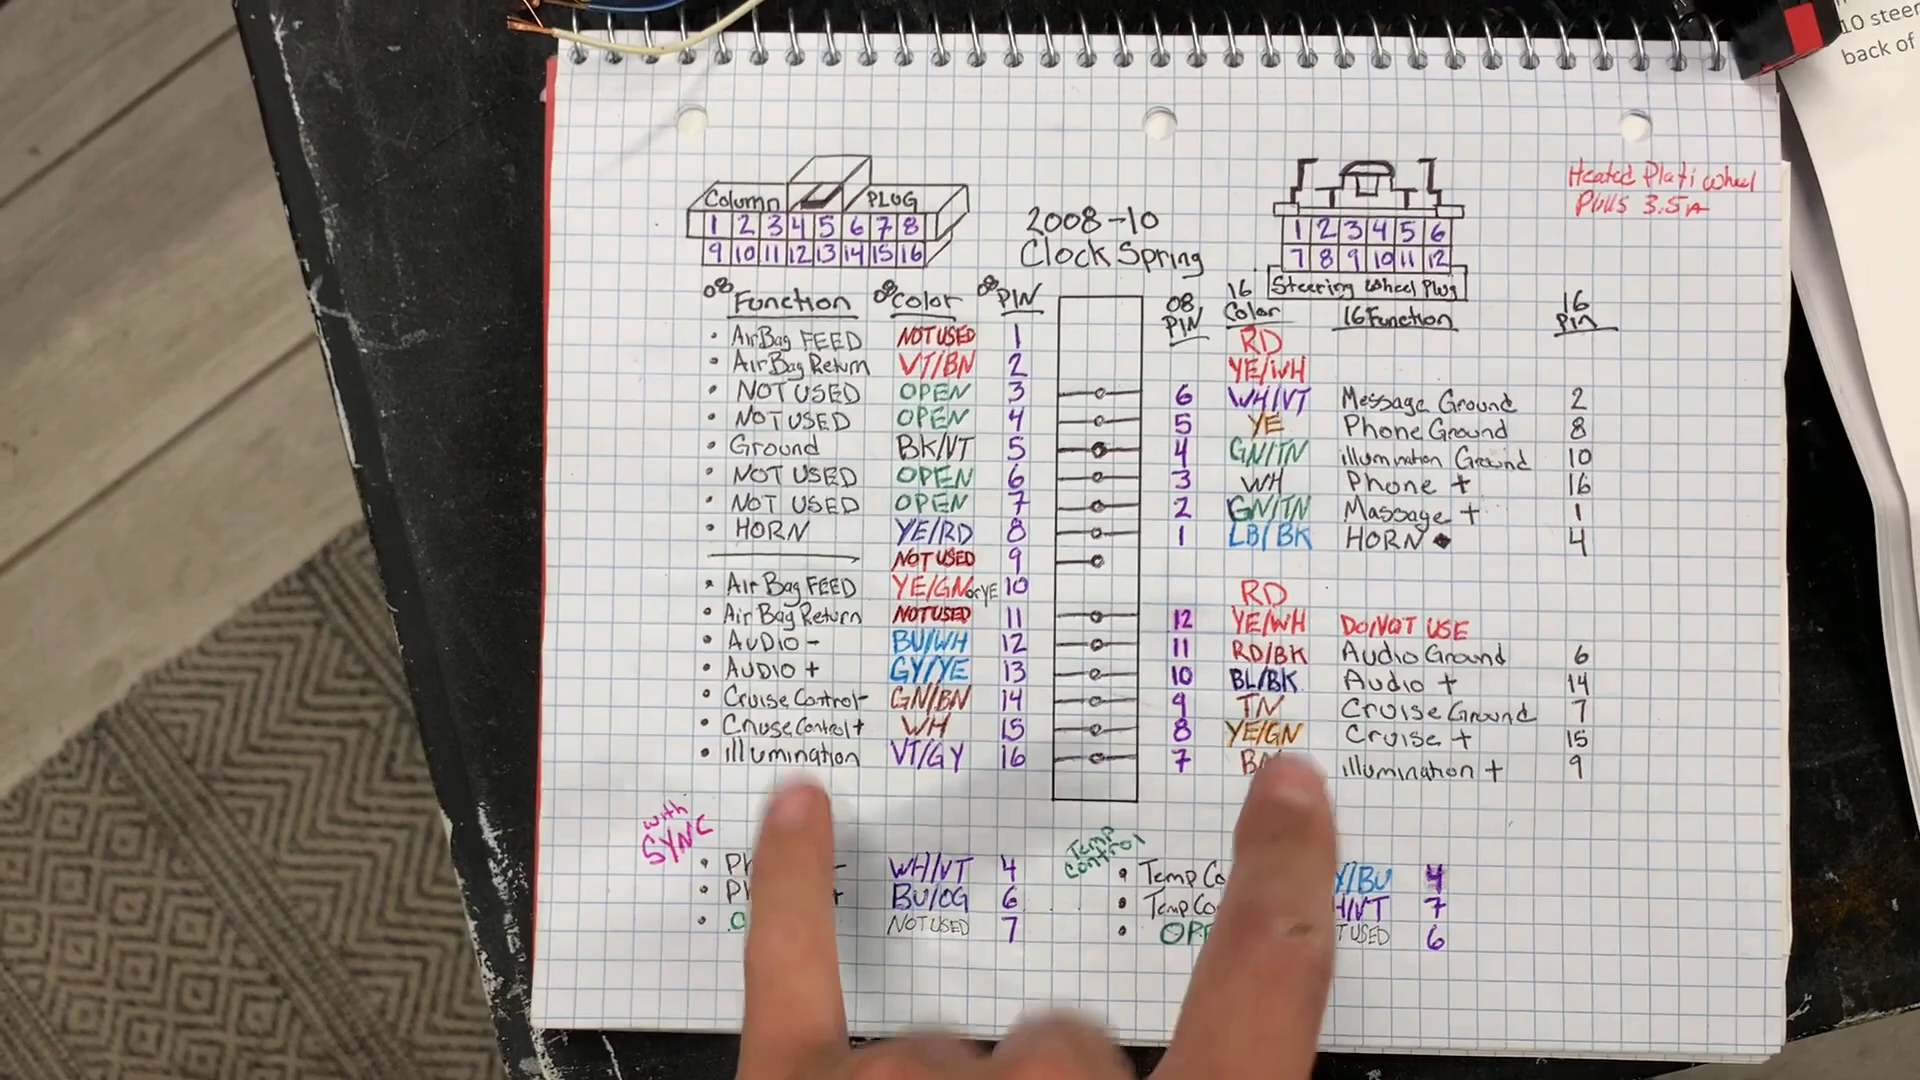 10 steer
back of
Column PLUG
1 2 3 4 5 6 7 8
9 10 11 12 13 14 15 16
2008-10
Clock Spring
1 2 3 4 5 6
7 8 9 10 11 12
Steering Wheel Plug
Heated Plati Wheel
Pulls 3.5A
08 Function 08 Color 08 PIN 08 PIN 16 Color 16 Function 16 Pin
• AirBag FEED NOT USED 1 RD
• AirBag Return VT/BN 2 YE/WH
• NOT USED OPEN 3 6 WH/VT Message Ground 2
• NOT USED OPEN 4 5 YE Phone Ground 8
• Ground BK/VT 5 4 GN/TN illumination Ground 10
• NOT USED OPEN 6 3 WH Phone + 16
• NOT USED OPEN 7 2 GN/TN Massage + 1
• HORN YE/RD 8 1 LB/BK HORN 4
NOT USED 9
• Air Bag FEED YE/GN or YE 10 RD
• Air Bag Return NOT USED 11 12 YE/WH DO NOT USE
• AUDIO - BU/WH 12 11 RD/BK Audio Ground 6
• AUDIO + GY/YE 13 10 BL/BK Audio + 14
• Cruise Control - GN/BN 14 9 TN Cruise Ground 7
• Cruise Control + WH 15 8 YE/GN Cruise + 15
• Illumination VT/GY 16 7 illumination + 9
with
SYNC
• - WH/VT 4
• + BU/OG 6
• NOT USED 7
Temp
Control
• Temp Co Y/BU 4
• Temp Co H/VT 7
• T USED 6